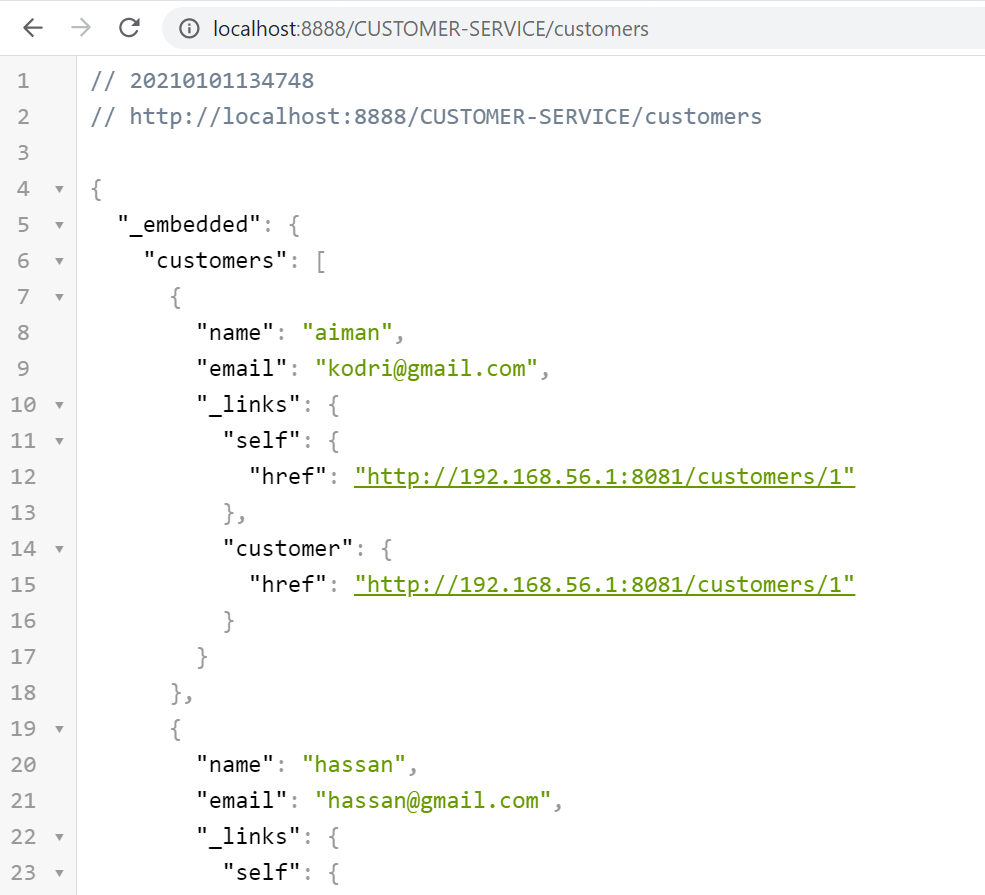 localhost:8888/CUSTOMER-SERVICE/customers
1 // 20210101134748
2 // http://localhost:8888/CUSTOMER-SERVICE/customers
3
4 {
5 "_embedded": {
6 "customers": [
7 {
8 "name": "aiman",
9 "email": "kodri@gmail.com",
10 "_links": {
11 "self": {
12 "href": "http://192.168.56.1:8081/customers/1"
13 },
14 "customer": {
15 "href": "http://192.168.56.1:8081/customers/1"
16 }
17 }
18 },
19 {
20 "name": "hassan",
21 "email": "hassan@gmail.com",
22 "_links": {
23 "self": {